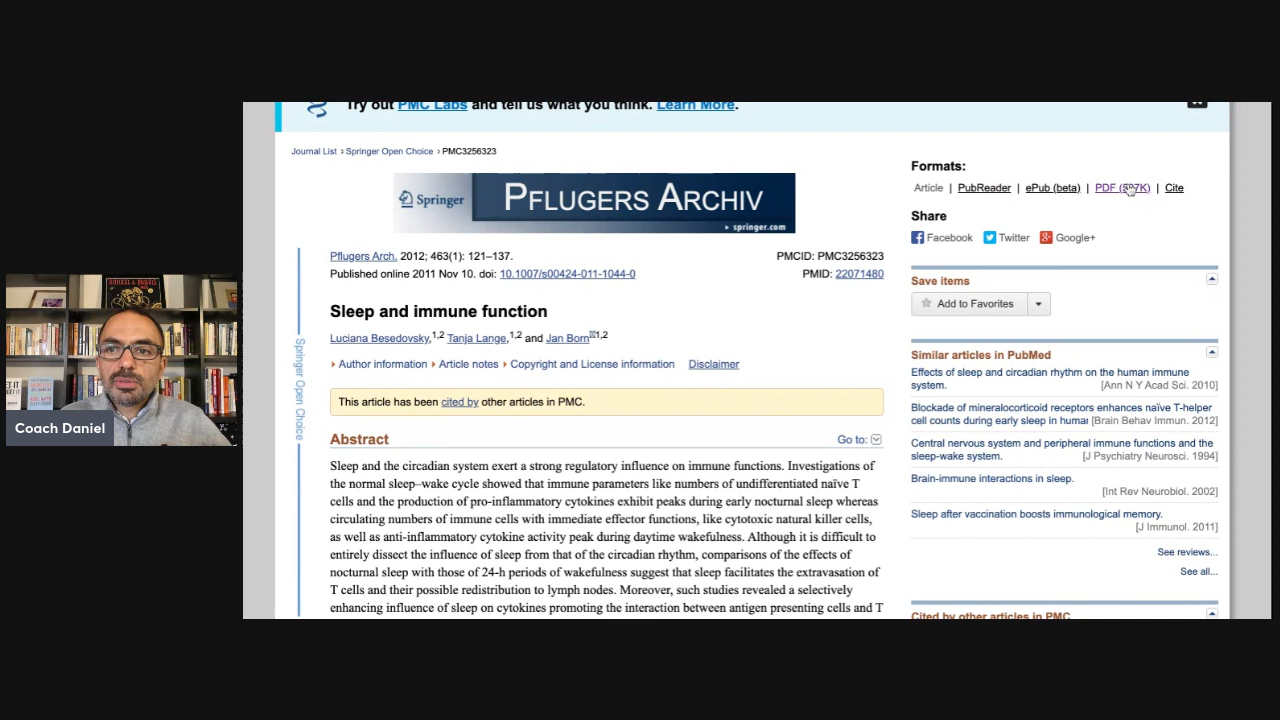 Try out PMC Labs and tell us what you think. Learn More.
Journal List › Springer Open Choice › PMC3256323
Springer
PFLUGERS ARCHIV
springer.com
Pflugers Arch. 2012; 463(1): 121–137.
PMCID: PMC3256323
Published online 2011 Nov 10. doi: 10.1007/s00424-011-1044-0
PMID: 22071480
Sleep and immune function
Luciana Besedovsky,1,2 Tanja Lange,1,2 and Jan Born✉1,2
Author information Article notes Copyright and License information Disclaimer
This article has been cited by other articles in PMC.
Abstract
Go to:
Sleep and the circadian system exert a strong regulatory influence on immune functions. Investigations of
the normal sleep–wake cycle showed that immune parameters like numbers of undifferentiated naïve T
cells and the production of pro-inflammatory cytokines exhibit peaks during early nocturnal sleep whereas
circulating numbers of immune cells with immediate effector functions, like cytotoxic natural killer cells,
as well as anti-inflammatory cytokine activity peak during daytime wakefulness. Although it is difficult to
entirely dissect the influence of sleep from that of the circadian rhythm, comparisons of the effects of
nocturnal sleep with those of 24-h periods of wakefulness suggest that sleep facilitates the extravasation of
T cells and their possible redistribution to lymph nodes. Moreover, such studies revealed a selectively
enhancing influence of sleep on cytokines promoting the interaction between antigen presenting cells and T
Springer Open Choice
Formats:
Article | PubReader | ePub (beta) | PDF | Cite
Share
Facebook Twitter Google+
Save items
Add to Favorites
Similar articles in PubMed
Effects of sleep and circadian rhythm on the human immune
system. [Ann N Y Acad Sci. 2010]
Blockade of mineralocorticoid receptors enhances naïve T-helper
cell counts during early sleep in humans [Brain Behav Immun. 2012]
Central nervous system and peripheral immune functions and the
sleep-wake system. [J Psychiatry Neurosci. 1994]
Brain-immune interactions in sleep.
[Int Rev Neurobiol. 2002]
Sleep after vaccination boosts immunological memory.
[J Immunol. 2011]
See reviews...
See all...
Cited by other articles in PMC
Coach Daniel